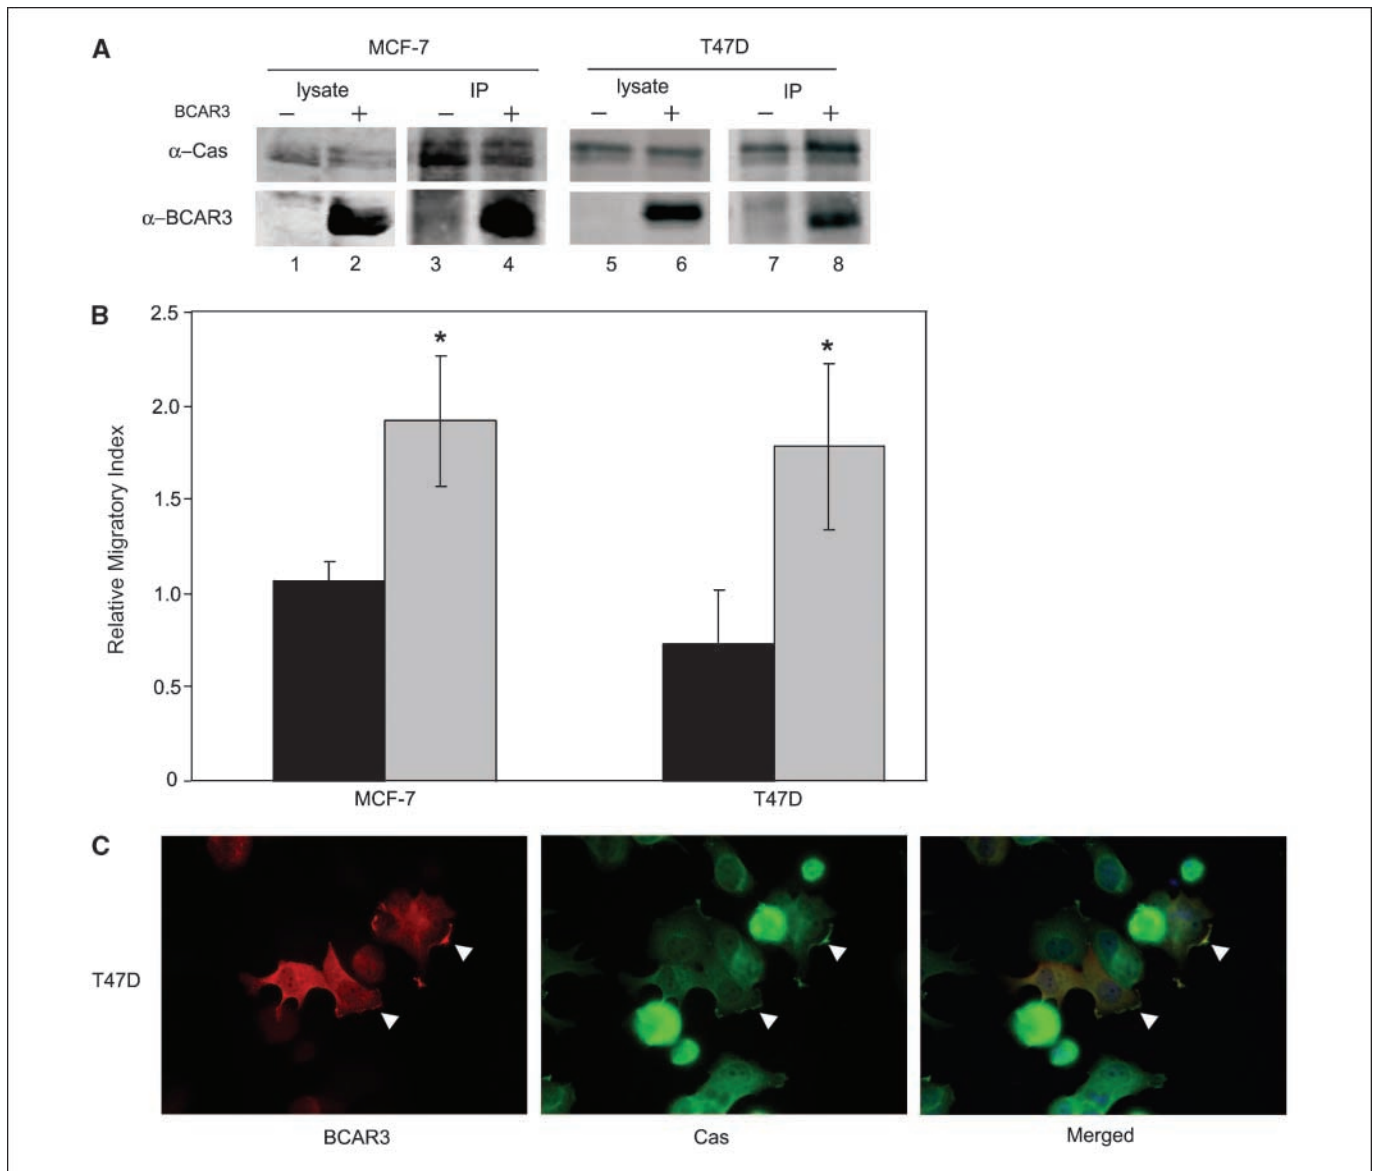 A
MCF-7
T47D
lysate
IP
lysate
IP
BCAR3
− + − + − + − +
α–Cas
α–BCAR3
1 2 3 4 5 6 7 8
B
Relative Migratory Index
2.5
*
*
2.0
1.5
1.0
0.5
0
MCF-7
T47D
C
T47D
BCAR3
Cas
Merged